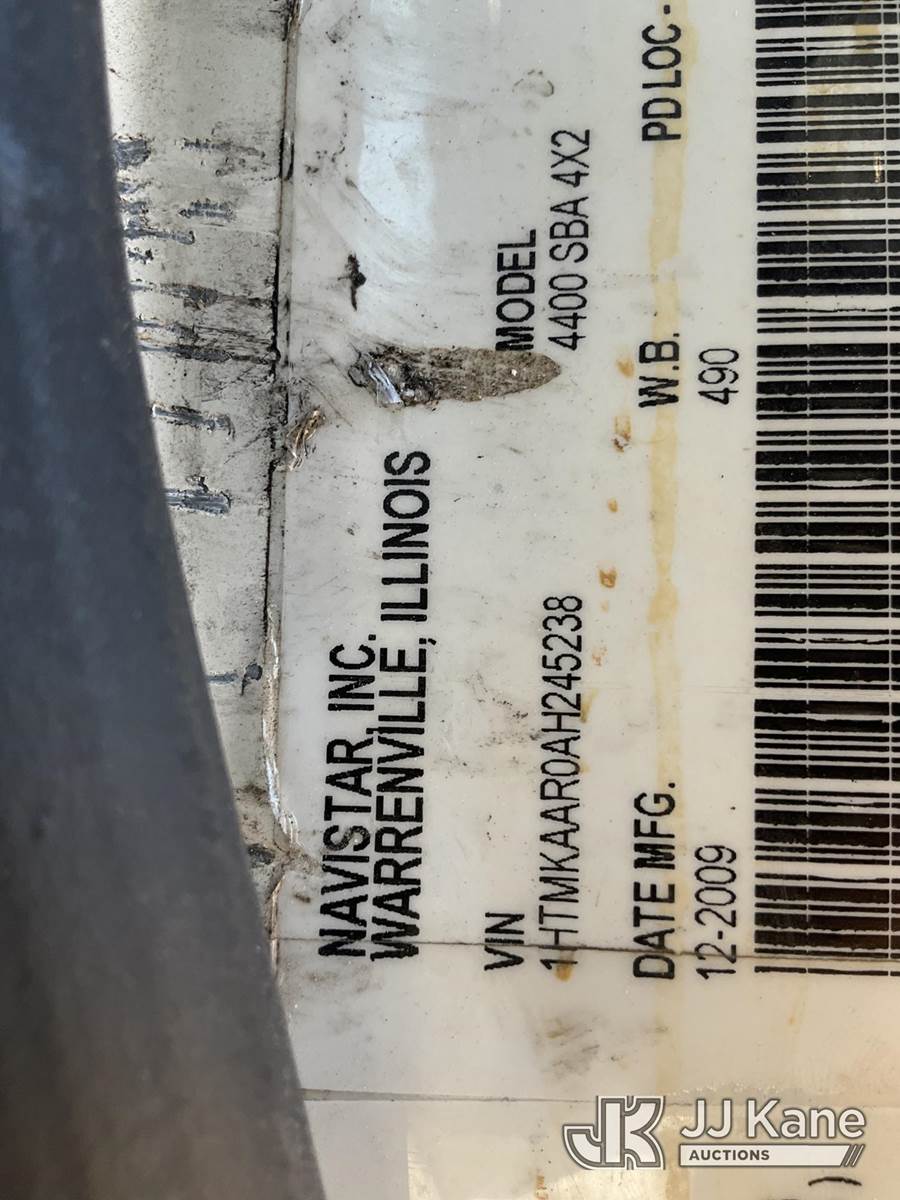 NAVISTAR, INC.
WARRENVILLE, ILLINOIS
VIN
1HTMKAAR0AH245238
MODEL
4400 SBA 4X2
DATE MFG.
12-2009
W.B.
490
PD LOC -
JK JJ Kane
AUCTIONS